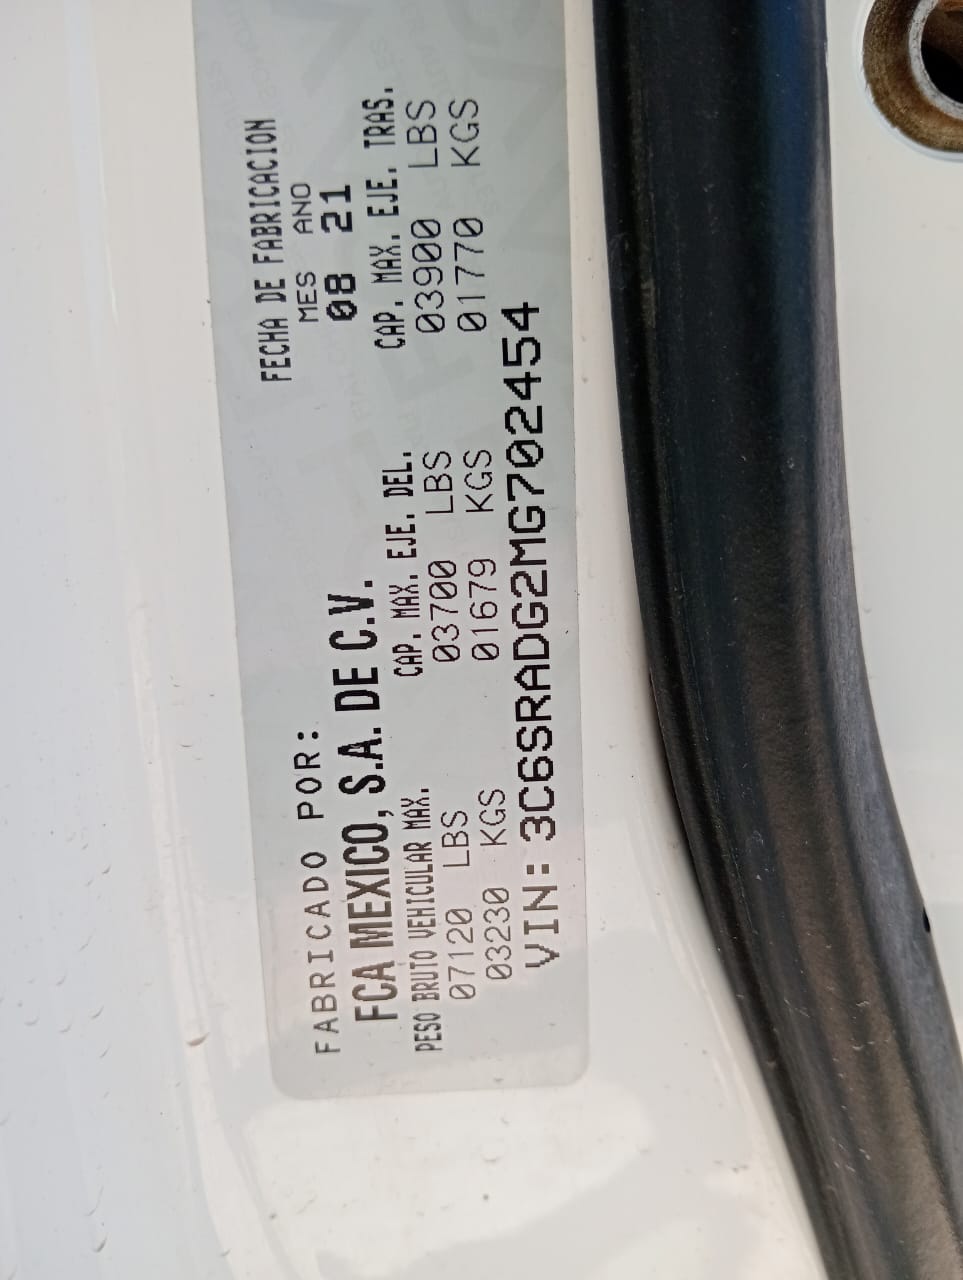 FABRICADO POR:
FECHA DE FABRICACION
MES ANO
08 21
FCA MEXICO, S.A. DE C.V.
PESO BRUTO VEHICULAR MAX. CAP. MAX. EJE. DEL. CAP. MAX. EJE. TRAS.
07120 LBS 03700 LBS 03900 LBS
03230 KGS 01679 KGS 01770 KGS
VIN: 3C6SRADG2MG702454